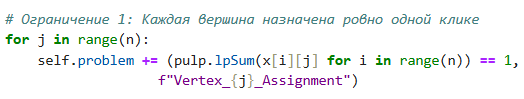 # Ограничение 1: Каждая вершина назначена ровно одной клике
for j in range(n):
    self.problem += (pulp.lpSum(x[i][j] for i in range(n)) == 1,
                     f"Vertex_{j}_Assignment")